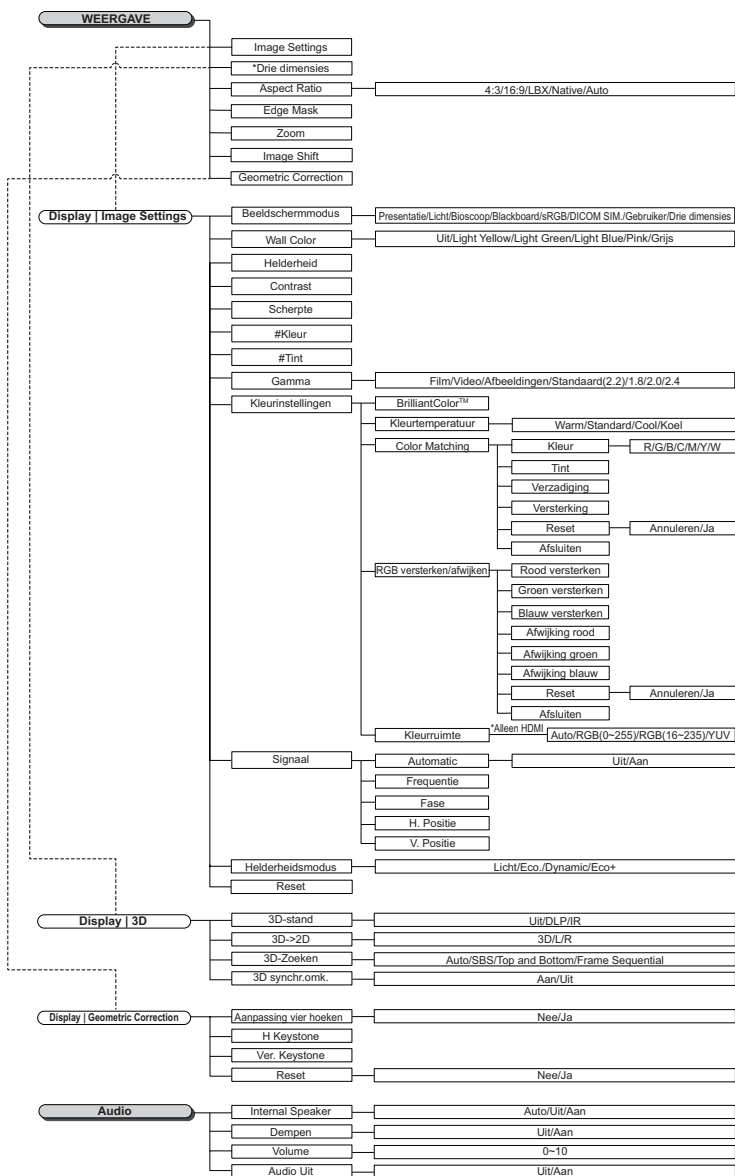 WEERGAVE
Image Settings
*Drie dimensies
Aspect Ratio 4:3/16:9/LBX/Native/Auto
Edge Mask
Zoom
Image Shift
Geometric Correction
Display | Image Settings Beeldschermmodus Presentatie/Licht/Bioscoop/Blackboard/sRGB/DICOM SIM./Gebruiker/Drie dimensies
Wall Color Uit/Light Yellow/Light Green/Light Blue/Pink/Grijs
Helderheid
Contrast
Scherpte
#Kleur
#Tint
Gamma Film/Video/Afbeeldingen/Standaard(2.2)/1.8/2.0/2.4
Kleurinstellingen BrilliantColor™
Kleurtemperatuur Warm/Standard/Cool/Koel
Color Matching Kleur R/G/B/C/M/Y/W
Tint
Verzadiging
Versterking
Reset Annuleren/Ja
Afsluiten
RGB versterken/afwijken Rood versterken
Groen versterken
Blauw versterken
Afwijking rood
Afwijking groen
Afwijking blauw
Reset Annuleren/Ja
Afsluiten
Kleurruimte *Alleen HDMI Auto/RGB(0~255)/RGB(16~235)/YUV
Signaal Automatic Uit/Aan
Frequentie
Fase
H. Positie
V. Positie
Helderheidsmodus Licht/Eco./Dynamic/Eco+
Reset
Display | 3D 3D-stand Uit/DLP/IR
3D->2D 3D/L/R
3D-Zoeken Auto/SBS/Top and Bottom/Frame Sequential
3D synchr.omk. Aan/Uit
Display | Geometric Correction Aanpassing vier hoeken Nee/Ja
H Keystone
Ver. Keystone
Reset Nee/Ja
Audio Internal Speaker Auto/Uit/Aan
Dempen Uit/Aan
Volume 0~10
Audio Uit Uit/Aan